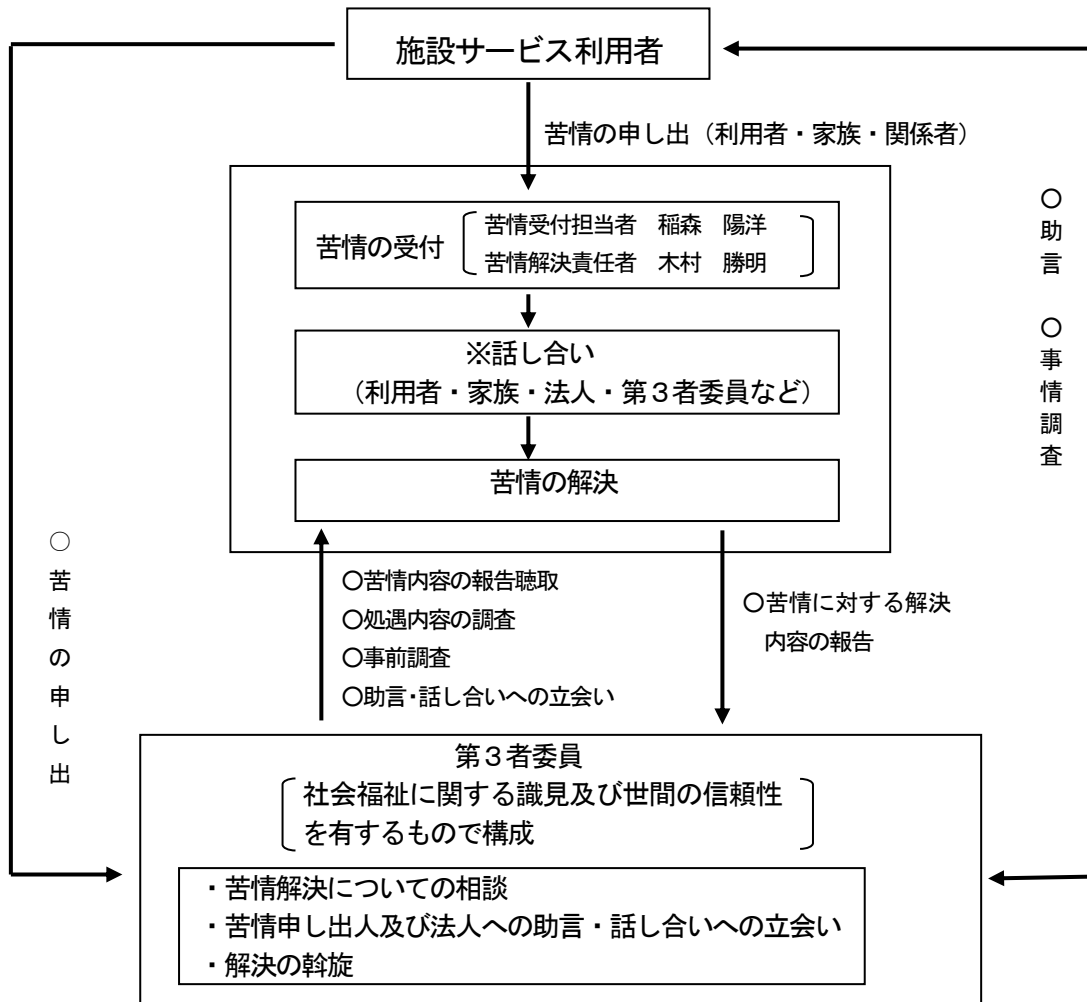 施設サービス利用者
苦情の申し出（利用者・家族・関係者）
苦情の受付
苦情受付担当者　稲森　陽洋
苦情解決責任者　木村　勝明
※話し合い
（利用者・家族・法人・第３者委員など）
苦情の解決
○助言　○事情調査
○苦情の申し出
○苦情内容の報告聴取
○処遇内容の調査
○事前調査
○助言・話し合いへの立会い
○苦情に対する解決
内容の報告
第３者委員
社会福祉に関する識見及び世間の信頼性
を有するもので構成
・苦情解決についての相談
・苦情申し出人及び法人への助言・話し合いへの立会い
・解決の斡旋